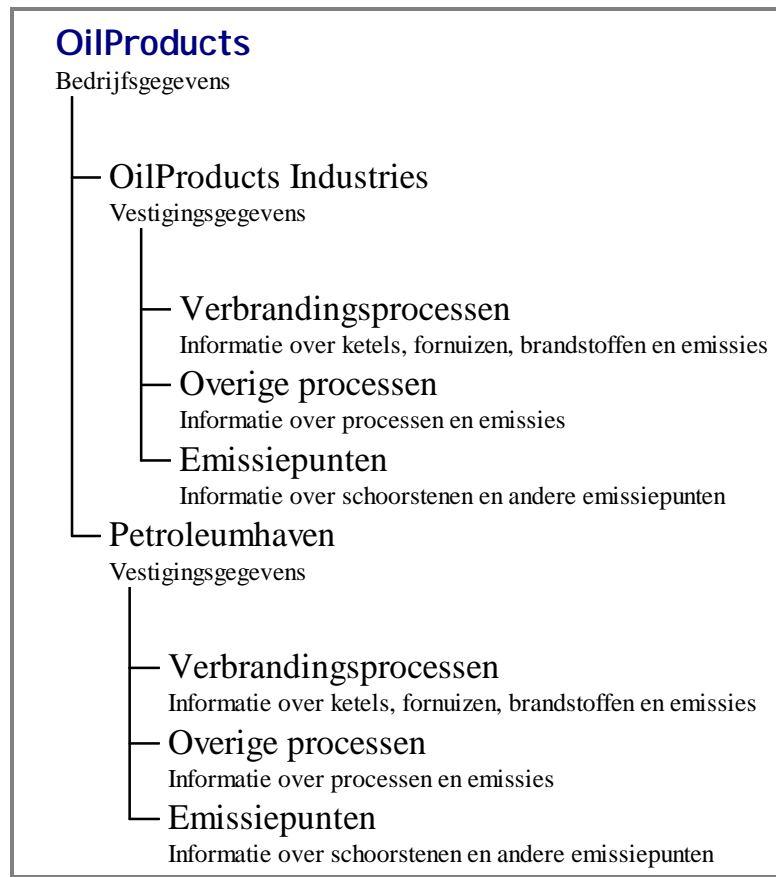 OilProducts
Bedrijfsgegevens
OilProducts Industries
Vestigingsgegevens
Verbrandingsprocessen
Informatie over ketels, fornuizen, brandstoffen en emissies
Overige processen
Informatie over processen en emissies
Emissiepunten
Informatie over schoorstenen en andere emissiepunten
Petroleumhaven
Vestigingsgegevens
Verbrandingsprocessen
Informatie over ketels, fornuizen, brandstoffen en emissies
Overige processen
Informatie over processen en emissies
Emissiepunten
Informatie over schoorstenen en andere emissiepunten